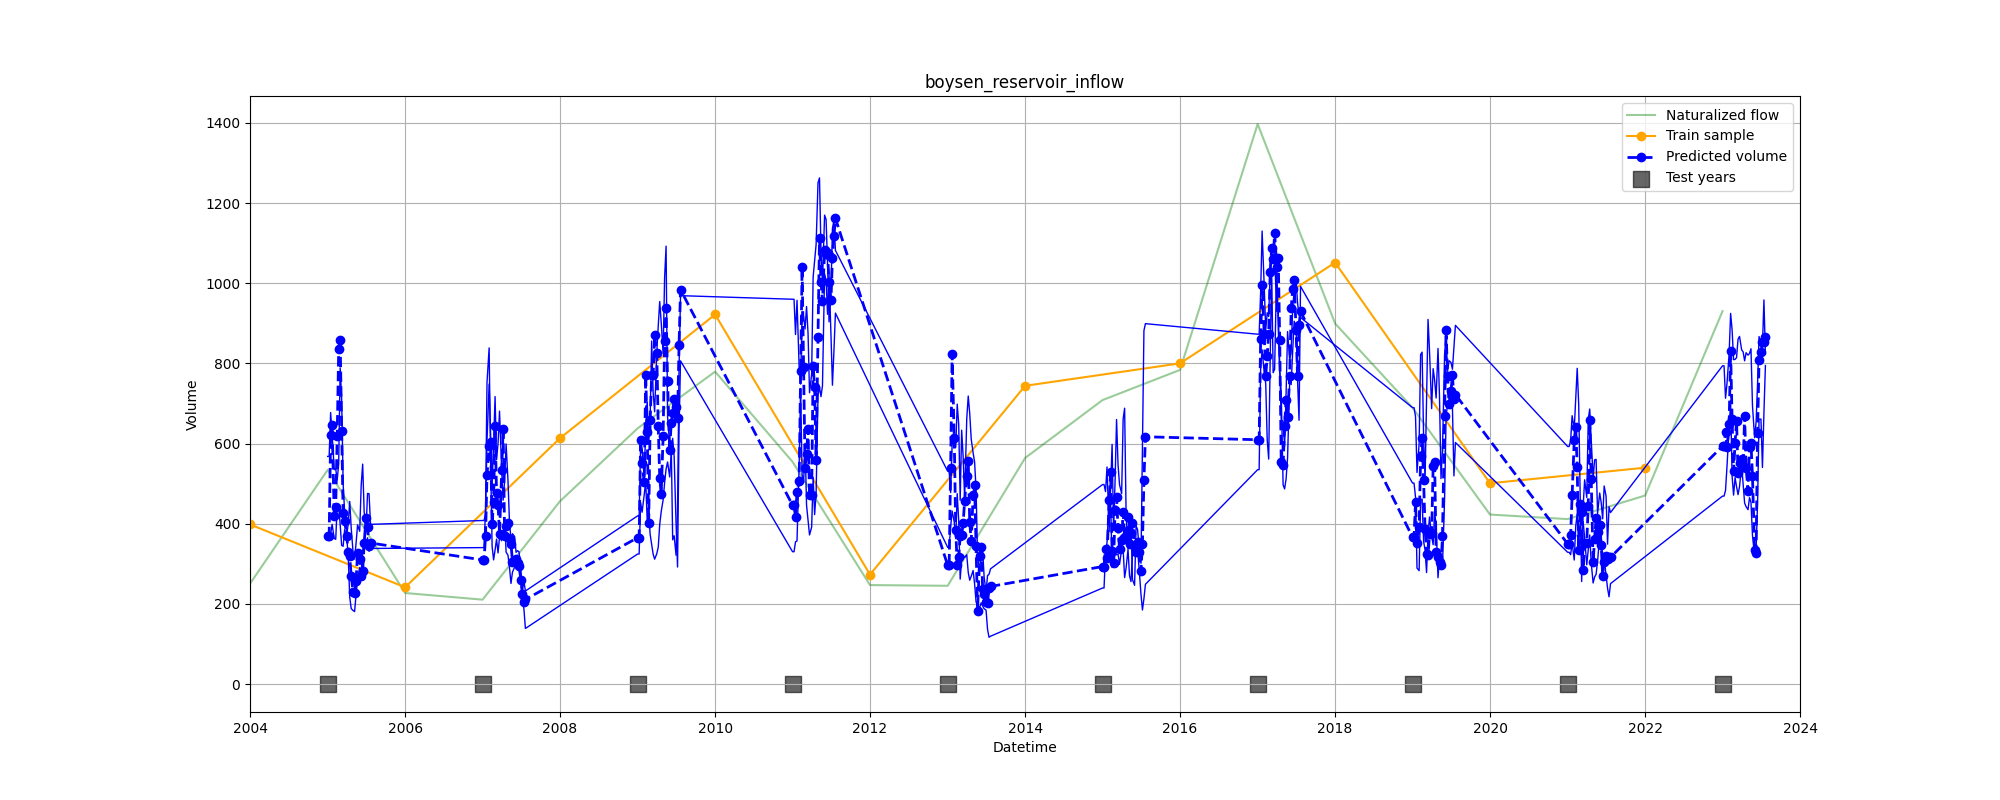 boysen_reservoir_inflow
Naturalized flow
Train sample
Predicted volume
Test years
Volume
1400
1200
1000
800
600
400
200
0
2004 2006 2008 2010 2012 2014 2016 2018 2020 2022 2024
Datetime